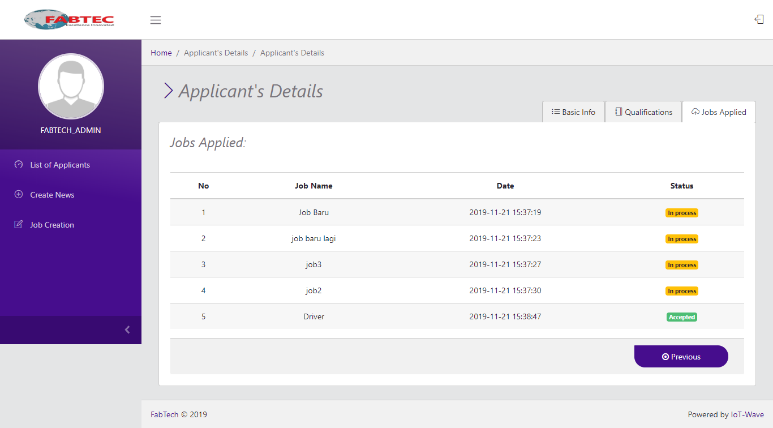 FABTEC
Home / Applicant's Details / Applicant's Details
FABTECH_ADMIN
List of Applicants
Create News
Job Creation
Applicant's Details
Basic Info Qualifications Jobs Applied
Jobs Applied:
No Job Name Date Status
1 Job Baru 2019-11-21 15:37:19 In process
2 job baru lagi 2019-11-21 15:37:23 In process
3 job3 2019-11-21 15:37:27 In process
4 job2 2019-11-21 15:37:30 In process
5 Driver 2019-11-21 15:38:47 Accepted
Previous
FabTech © 2019 Powered by IoT-Wave